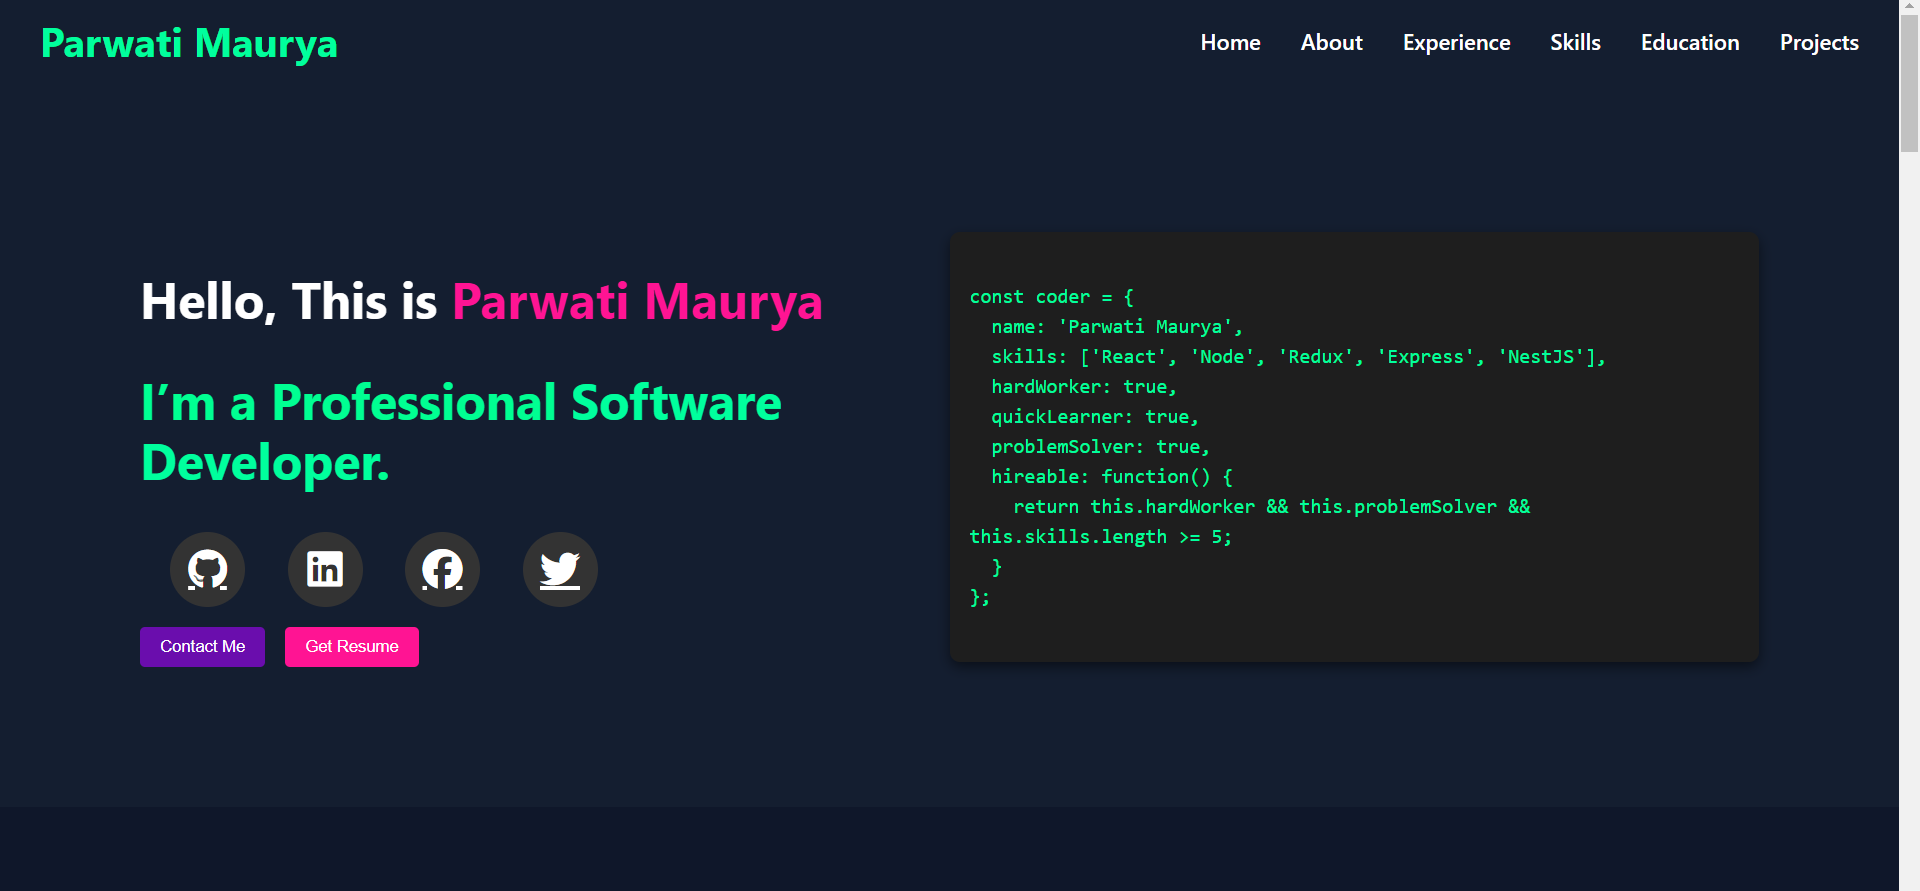 Parwati Maurya
Home About Experience Skills Education Projects
Hello, This is Parwati Maurya
I’m a Professional Software
Developer.
Contact Me Get Resume
const coder = {
  name: 'Parwati Maurya',
  skills: ['React', 'Node', 'Redux', 'Express', 'NestJS'],
  hardWorker: true,
  quickLearner: true,
  problemSolver: true,
  hireable: function() {
    return this.hardWorker && this.problemSolver &&
this.skills.length >= 5;
  }
};